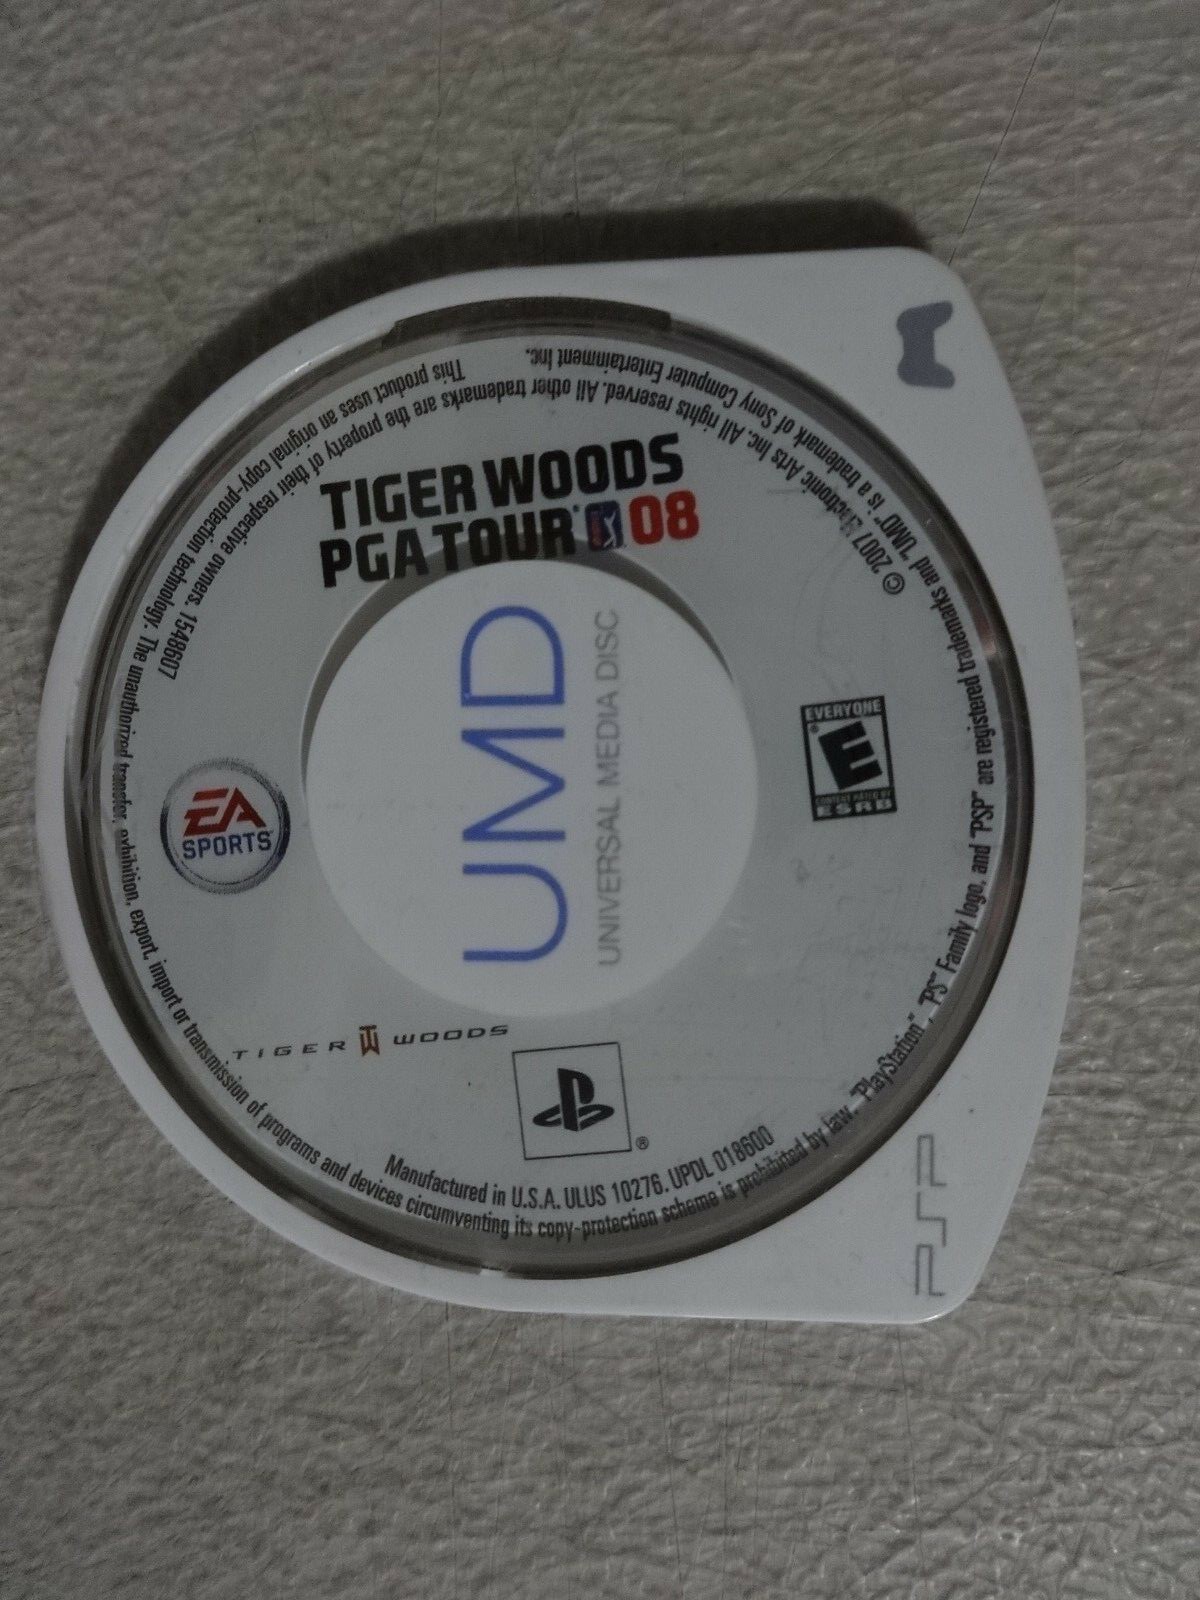 TIGER WOODS
PGA TOUR® 08
UMD
UNIVERSAL MEDIA DISC
EVERYONE
E
CONTENT RATED BY
ESRB
EA
SPORTS
TIGER TW WOODS
®
Manufactured in U.S.A. ULUS 10276. UPDL 018600
© 2007 Electronic Arts Inc. All rights reserved. All other trademarks are the property of their respective owners. 1548607
This product uses an original copy-protection technology. The unauthorized transfer, exhibition, export, import or transmission of programs and devices circumventing its copy-protection scheme is prohibited by law. "PlayStation", "PS" Family logo, and "PSP" are registered trademarks and "UMD" is a trademark of Sony Computer Entertainment Inc.
PSP